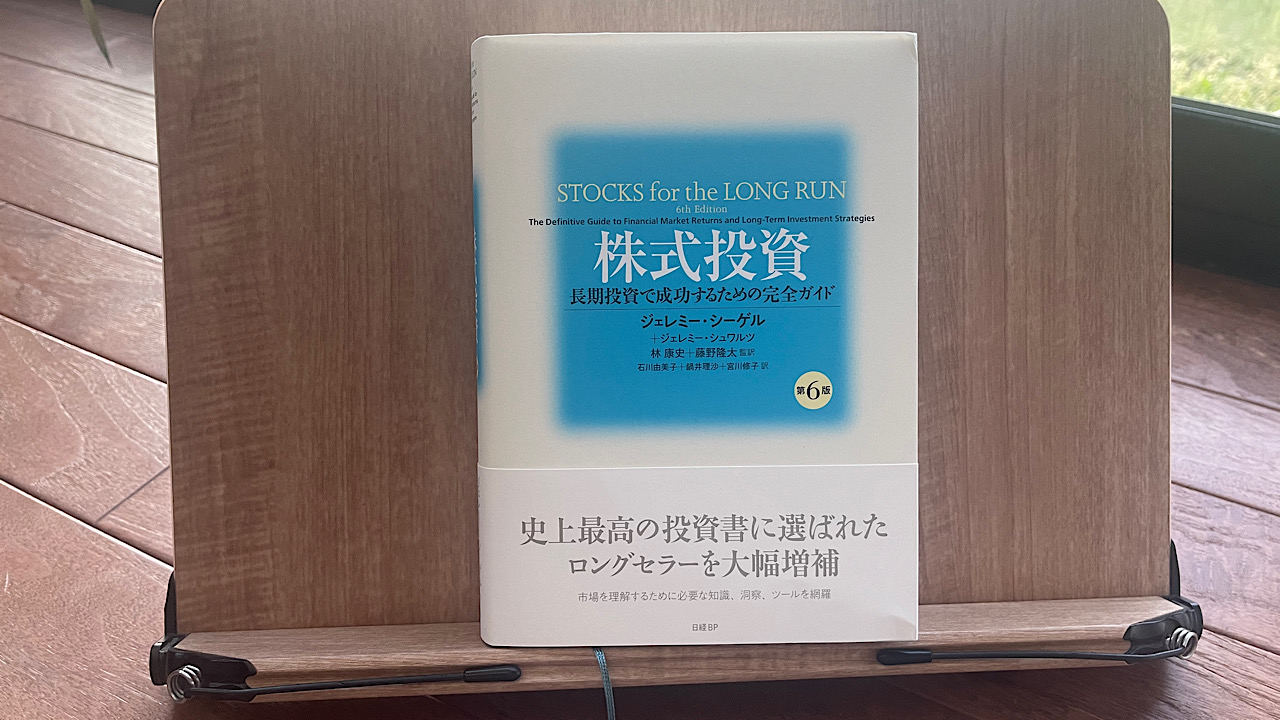 STOCKS for the LONG RUN
6th Edition
The Definitive Guide to Financial Market Returns and Long-Term Investment Strategies
株式投資
長期投資で成功するための完全ガイド
ジェレミー・シーゲル
+ジェレミー・シュワルツ
林 康史+藤野隆太 監訳
石川由美子+鍋井理沙+宮川修子 訳
第6版
史上最高の投資書に選ばれた
ロングセラーを大幅増補
市場を理解するために必要な知識、洞察、ツールを網羅
日経BP